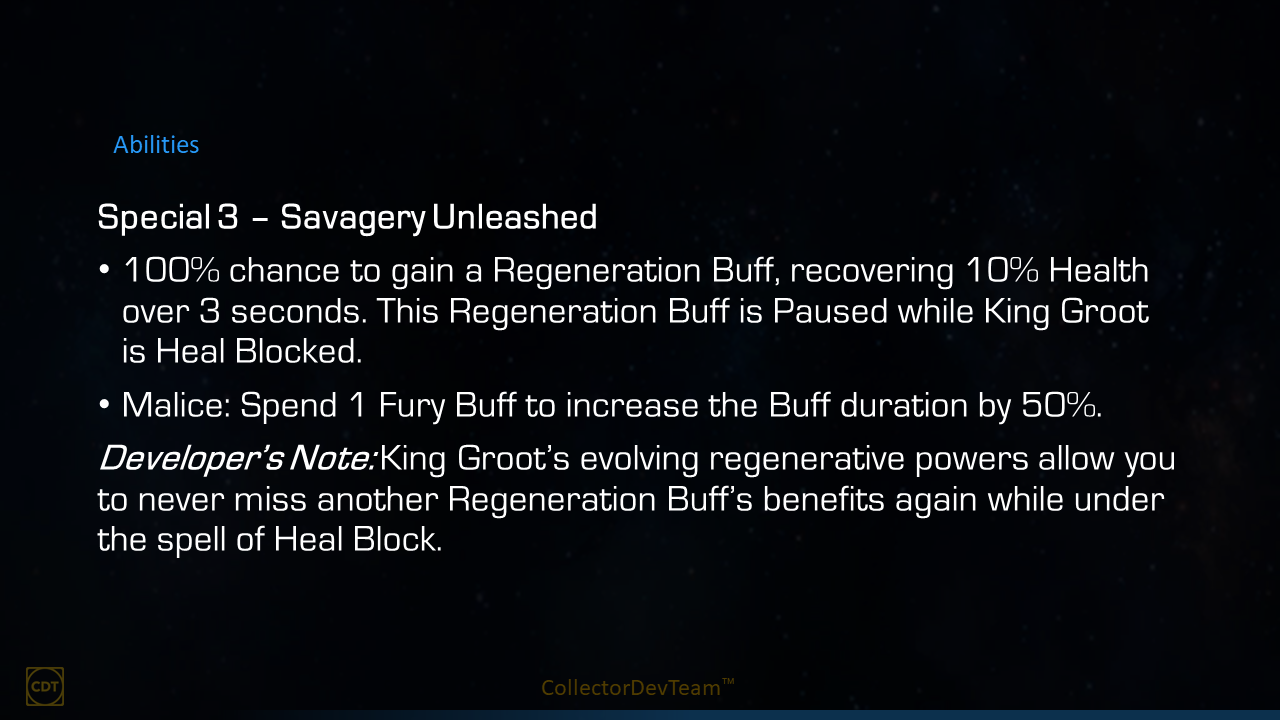 Abilities
Special 3 – Savagery Unleashed
• 100% chance to gain a Regeneration Buff, recovering 10% Health
over 3 seconds. This Regeneration Buff is Paused while King Groot
is Heal Blocked.
• Malice: Spend 1 Fury Buff to increase the Buff duration by 50%.
Developer's Note: King Groot's evolving regenerative powers allow you
to never miss another Regeneration Buff's benefits again while under
the spell of Heal Block.
CDT
CollectorDevTeam™